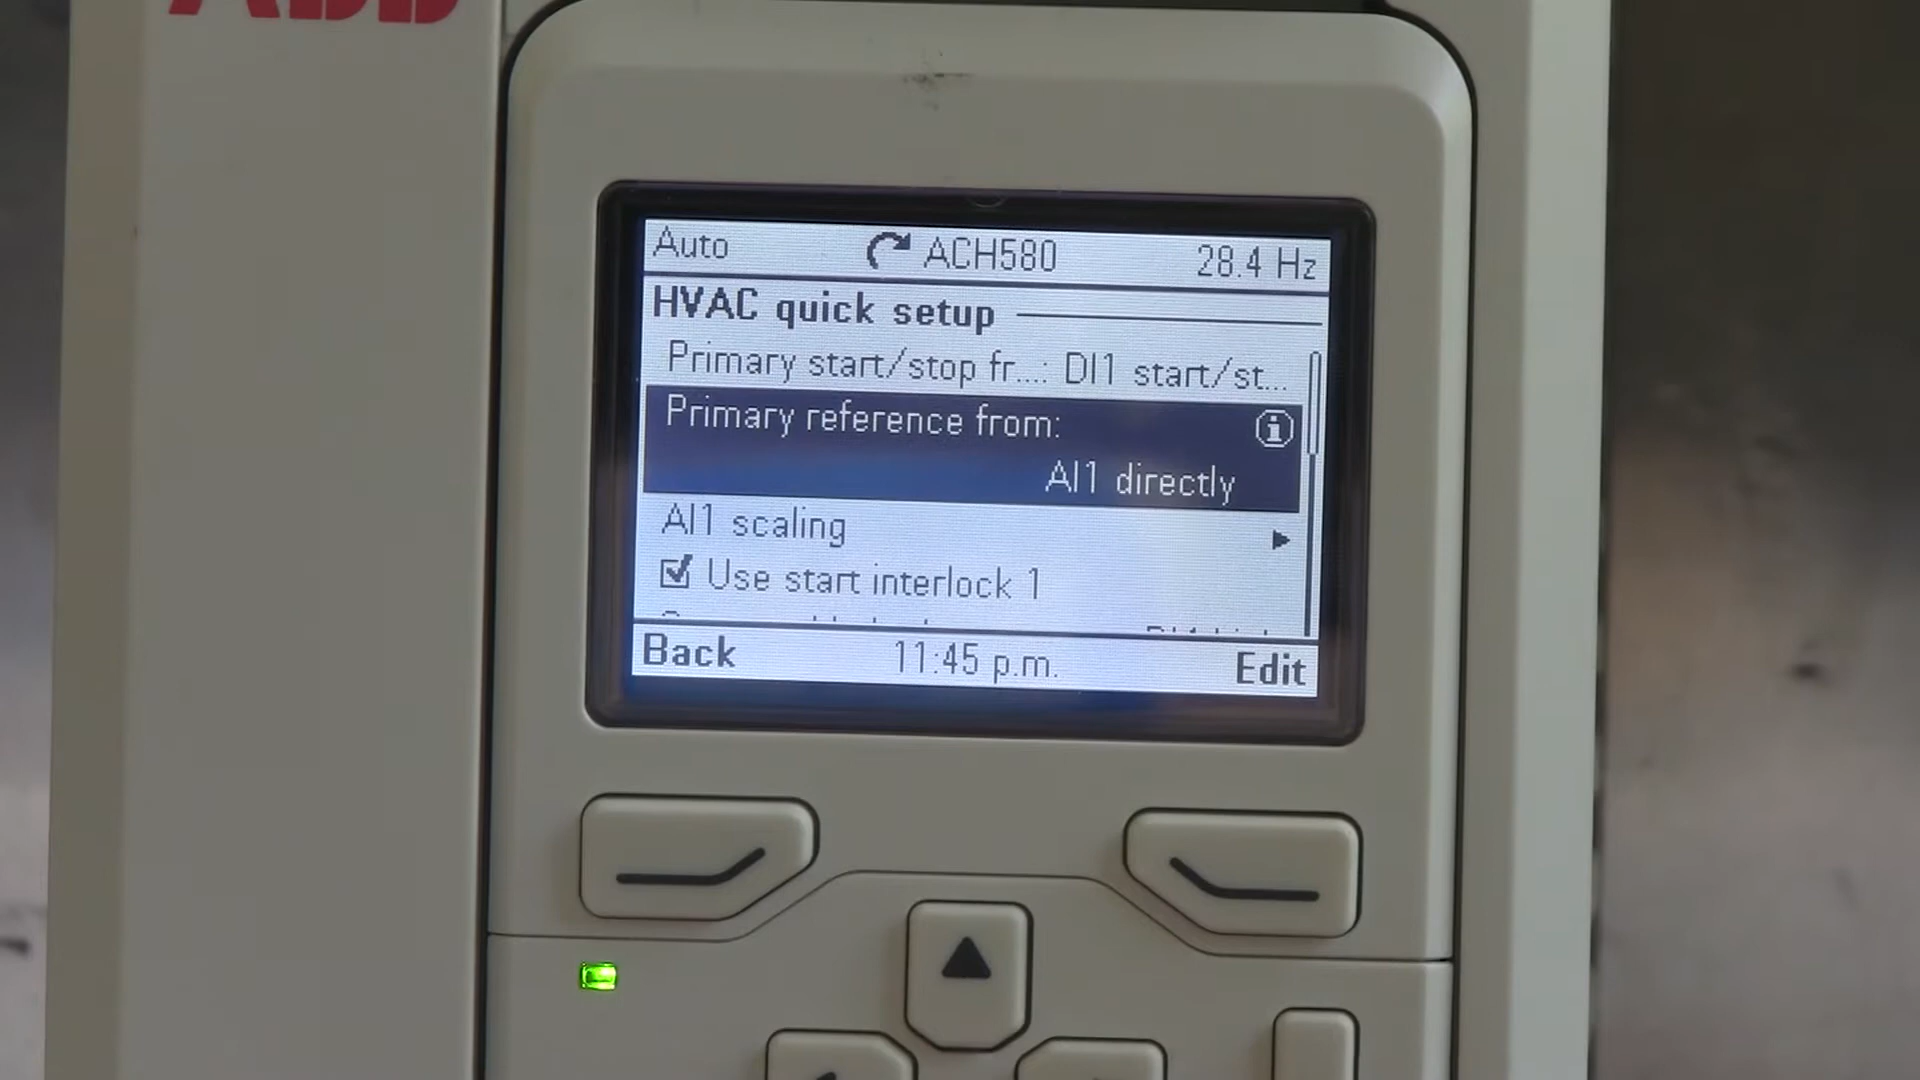 ABB
Auto ACH580 28.4 Hz
HVAC quick setup
Primary start/stop fr...: DI1 start/st...
Primary reference from:
AI1 directly
AI1 scaling
Use start interlock 1
Back 11:45 p.m. Edit